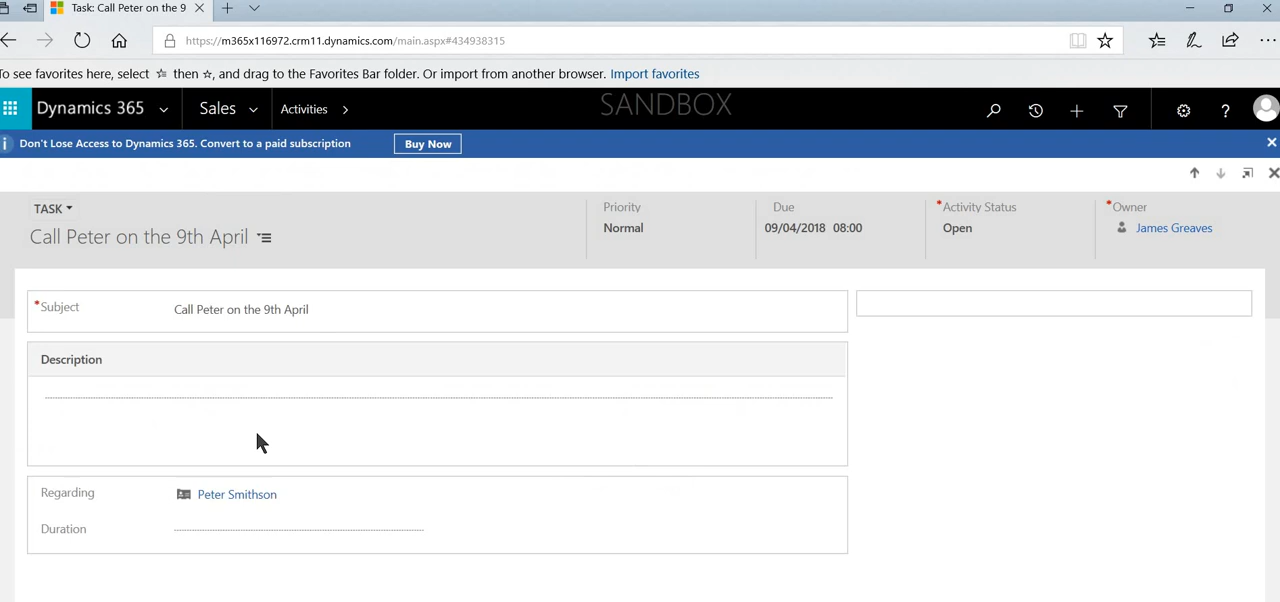 Task: Call Peter on the 9
https://m365x116972.crm11.dynamics.com/main.aspx#434938315
To see favorites here, select ☆ then ☆, and drag to the Favorites Bar folder. Or import from another browser. Import favorites
Dynamics 365 Sales Activities SANDBOX ?
Don't Lose Access to Dynamics 365. Convert to a paid subscription Buy Now
TASK
Call Peter on the 9th April
Priority
Normal
Due
09/04/2018 08:00
*Activity Status
Open
*Owner
James Greaves
*Subject Call Peter on the 9th April
Description
Regarding Peter Smithson
Duration